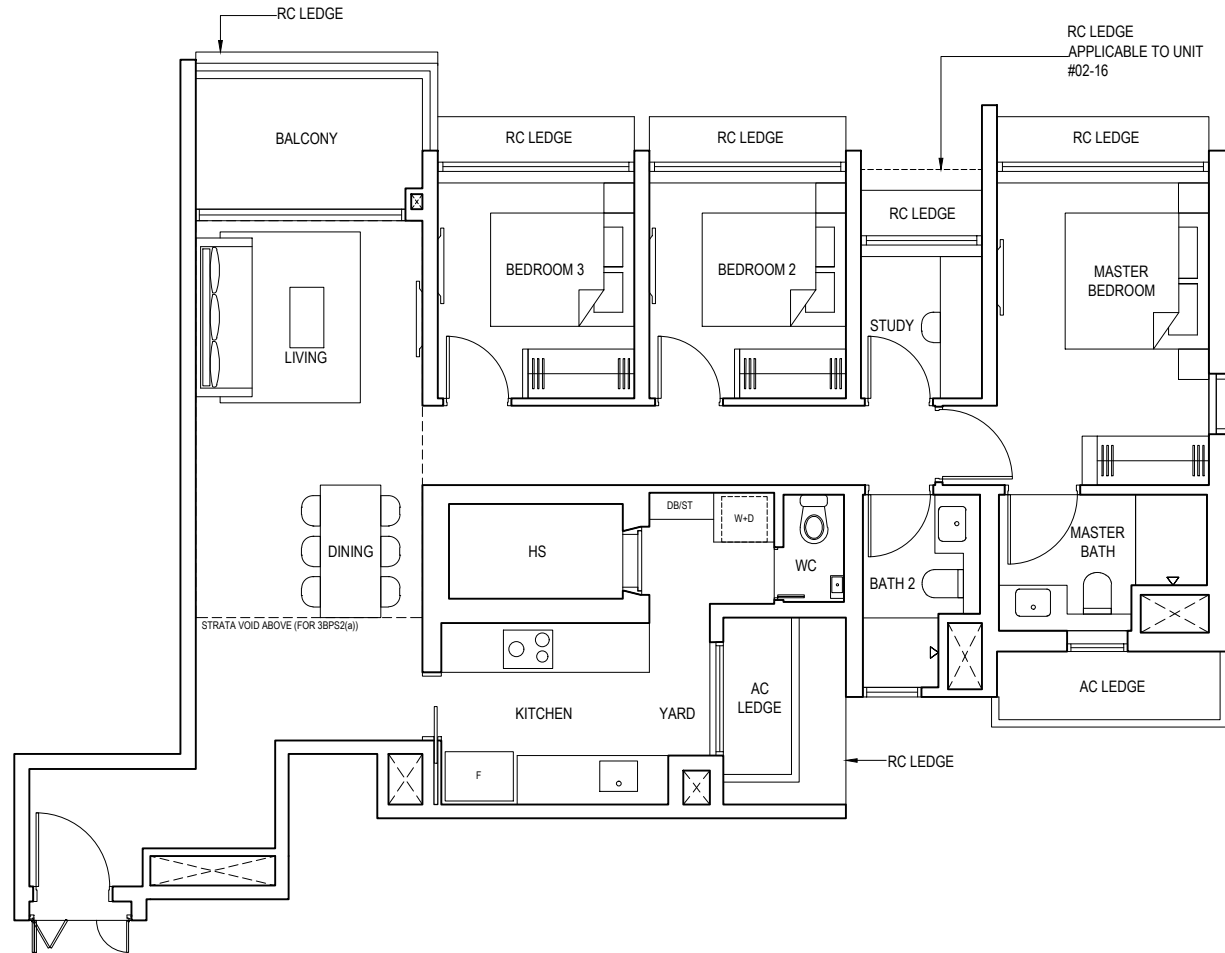 RC LEDGE
RC LEDGE
APPLICABLE TO UNIT
#02-16
BALCONY
RC LEDGE
RC LEDGE
RC LEDGE
RC LEDGE
BEDROOM 3
BEDROOM 2
MASTER
BEDROOM
STUDY
LIVING
DB/ST
W+D
HS
WC
DINING
BATH 2
MASTER
BATH
STRATA VOID ABOVE (FOR 3BPS2(a))
AC
LEDGE
AC LEDGE
KITCHEN
YARD
RC LEDGE
F